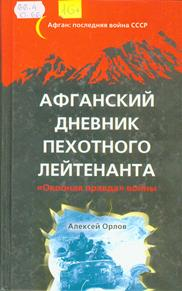 16+
Афган: последняя война СССР
АФГАНСКИЙ
ДНЕВНИК
ПЕХОТНОГО
ЛЕЙТЕНАНТА
«Окопная правда» войны
Алексей Орлов